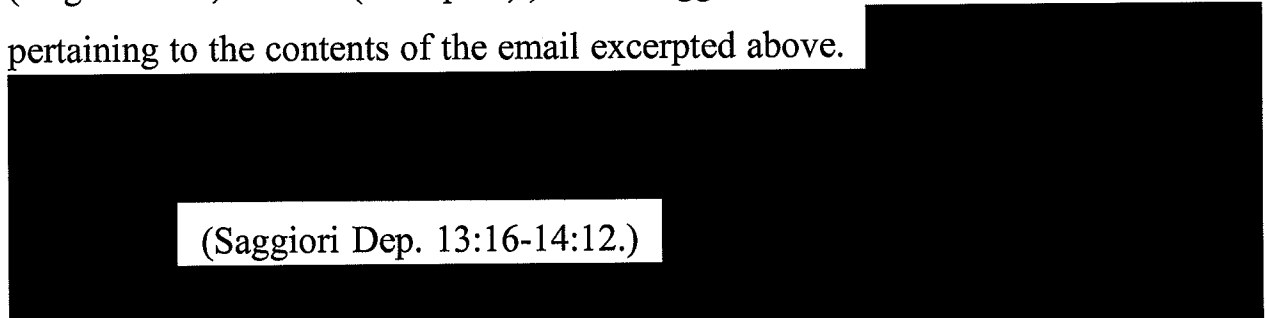 pertaining to the contents of the email excerpted above.
(Saggiori Dep. 13:16-14:12.)